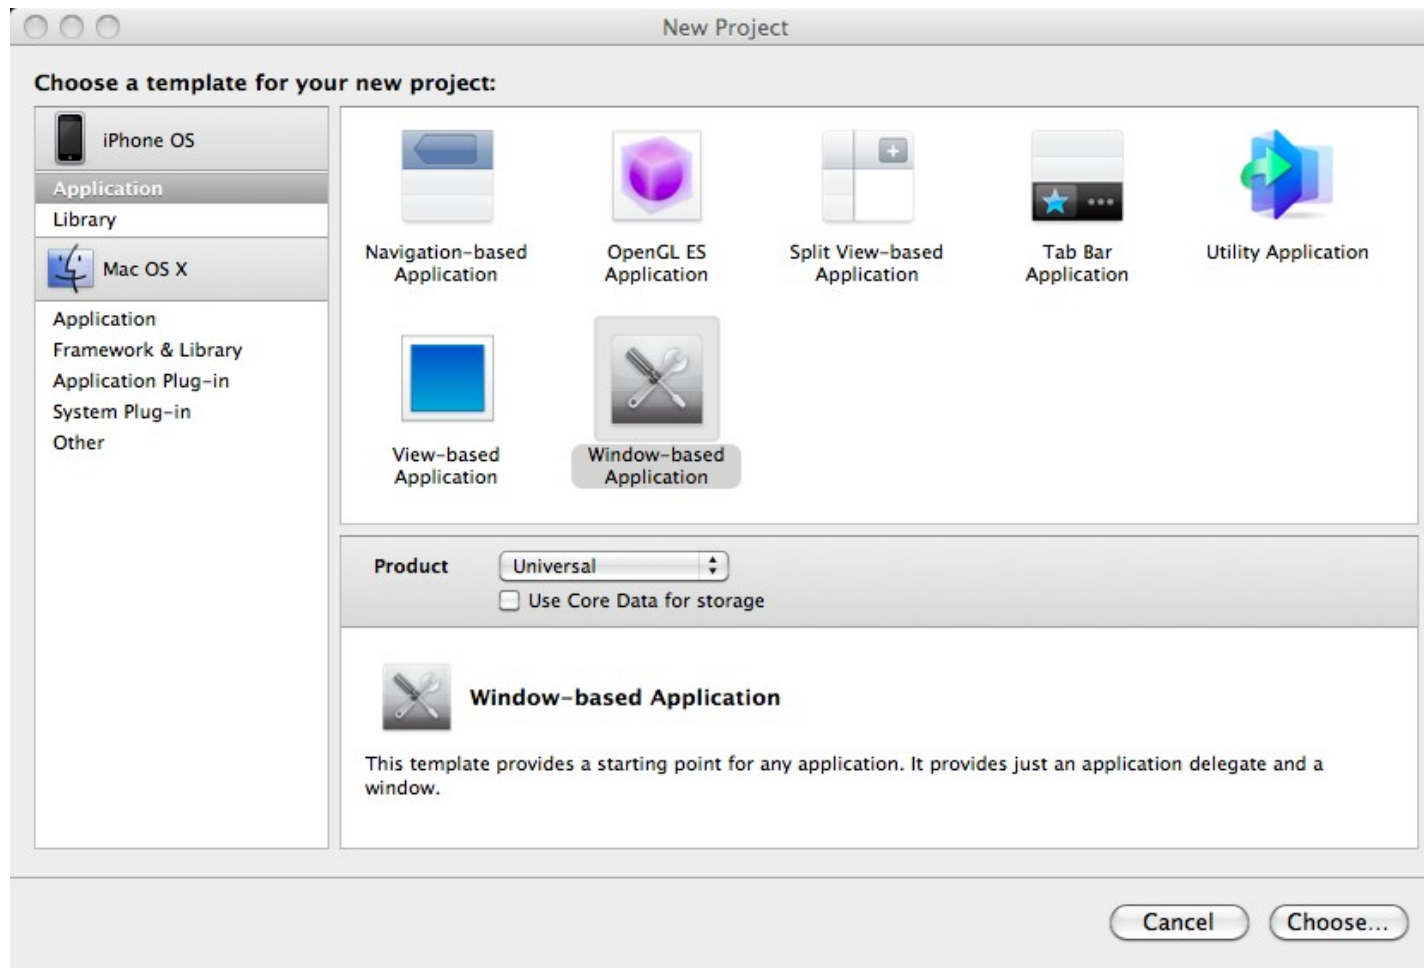 New Project
Choose a template for your new project:
iPhone OS
Application
Library
Mac OS X
Application
Framework & Library
Application Plug-in
System Plug-in
Other
Navigation-based
Application
OpenGL ES
Application
Split View-based
Application
Tab Bar
Application
Utility Application
View-based
Application
Window-based
Application
Product
Universal
Use Core Data for storage
Window-based Application
This template provides a starting point for any application. It provides just an application delegate and a
window.
Cancel
Choose...